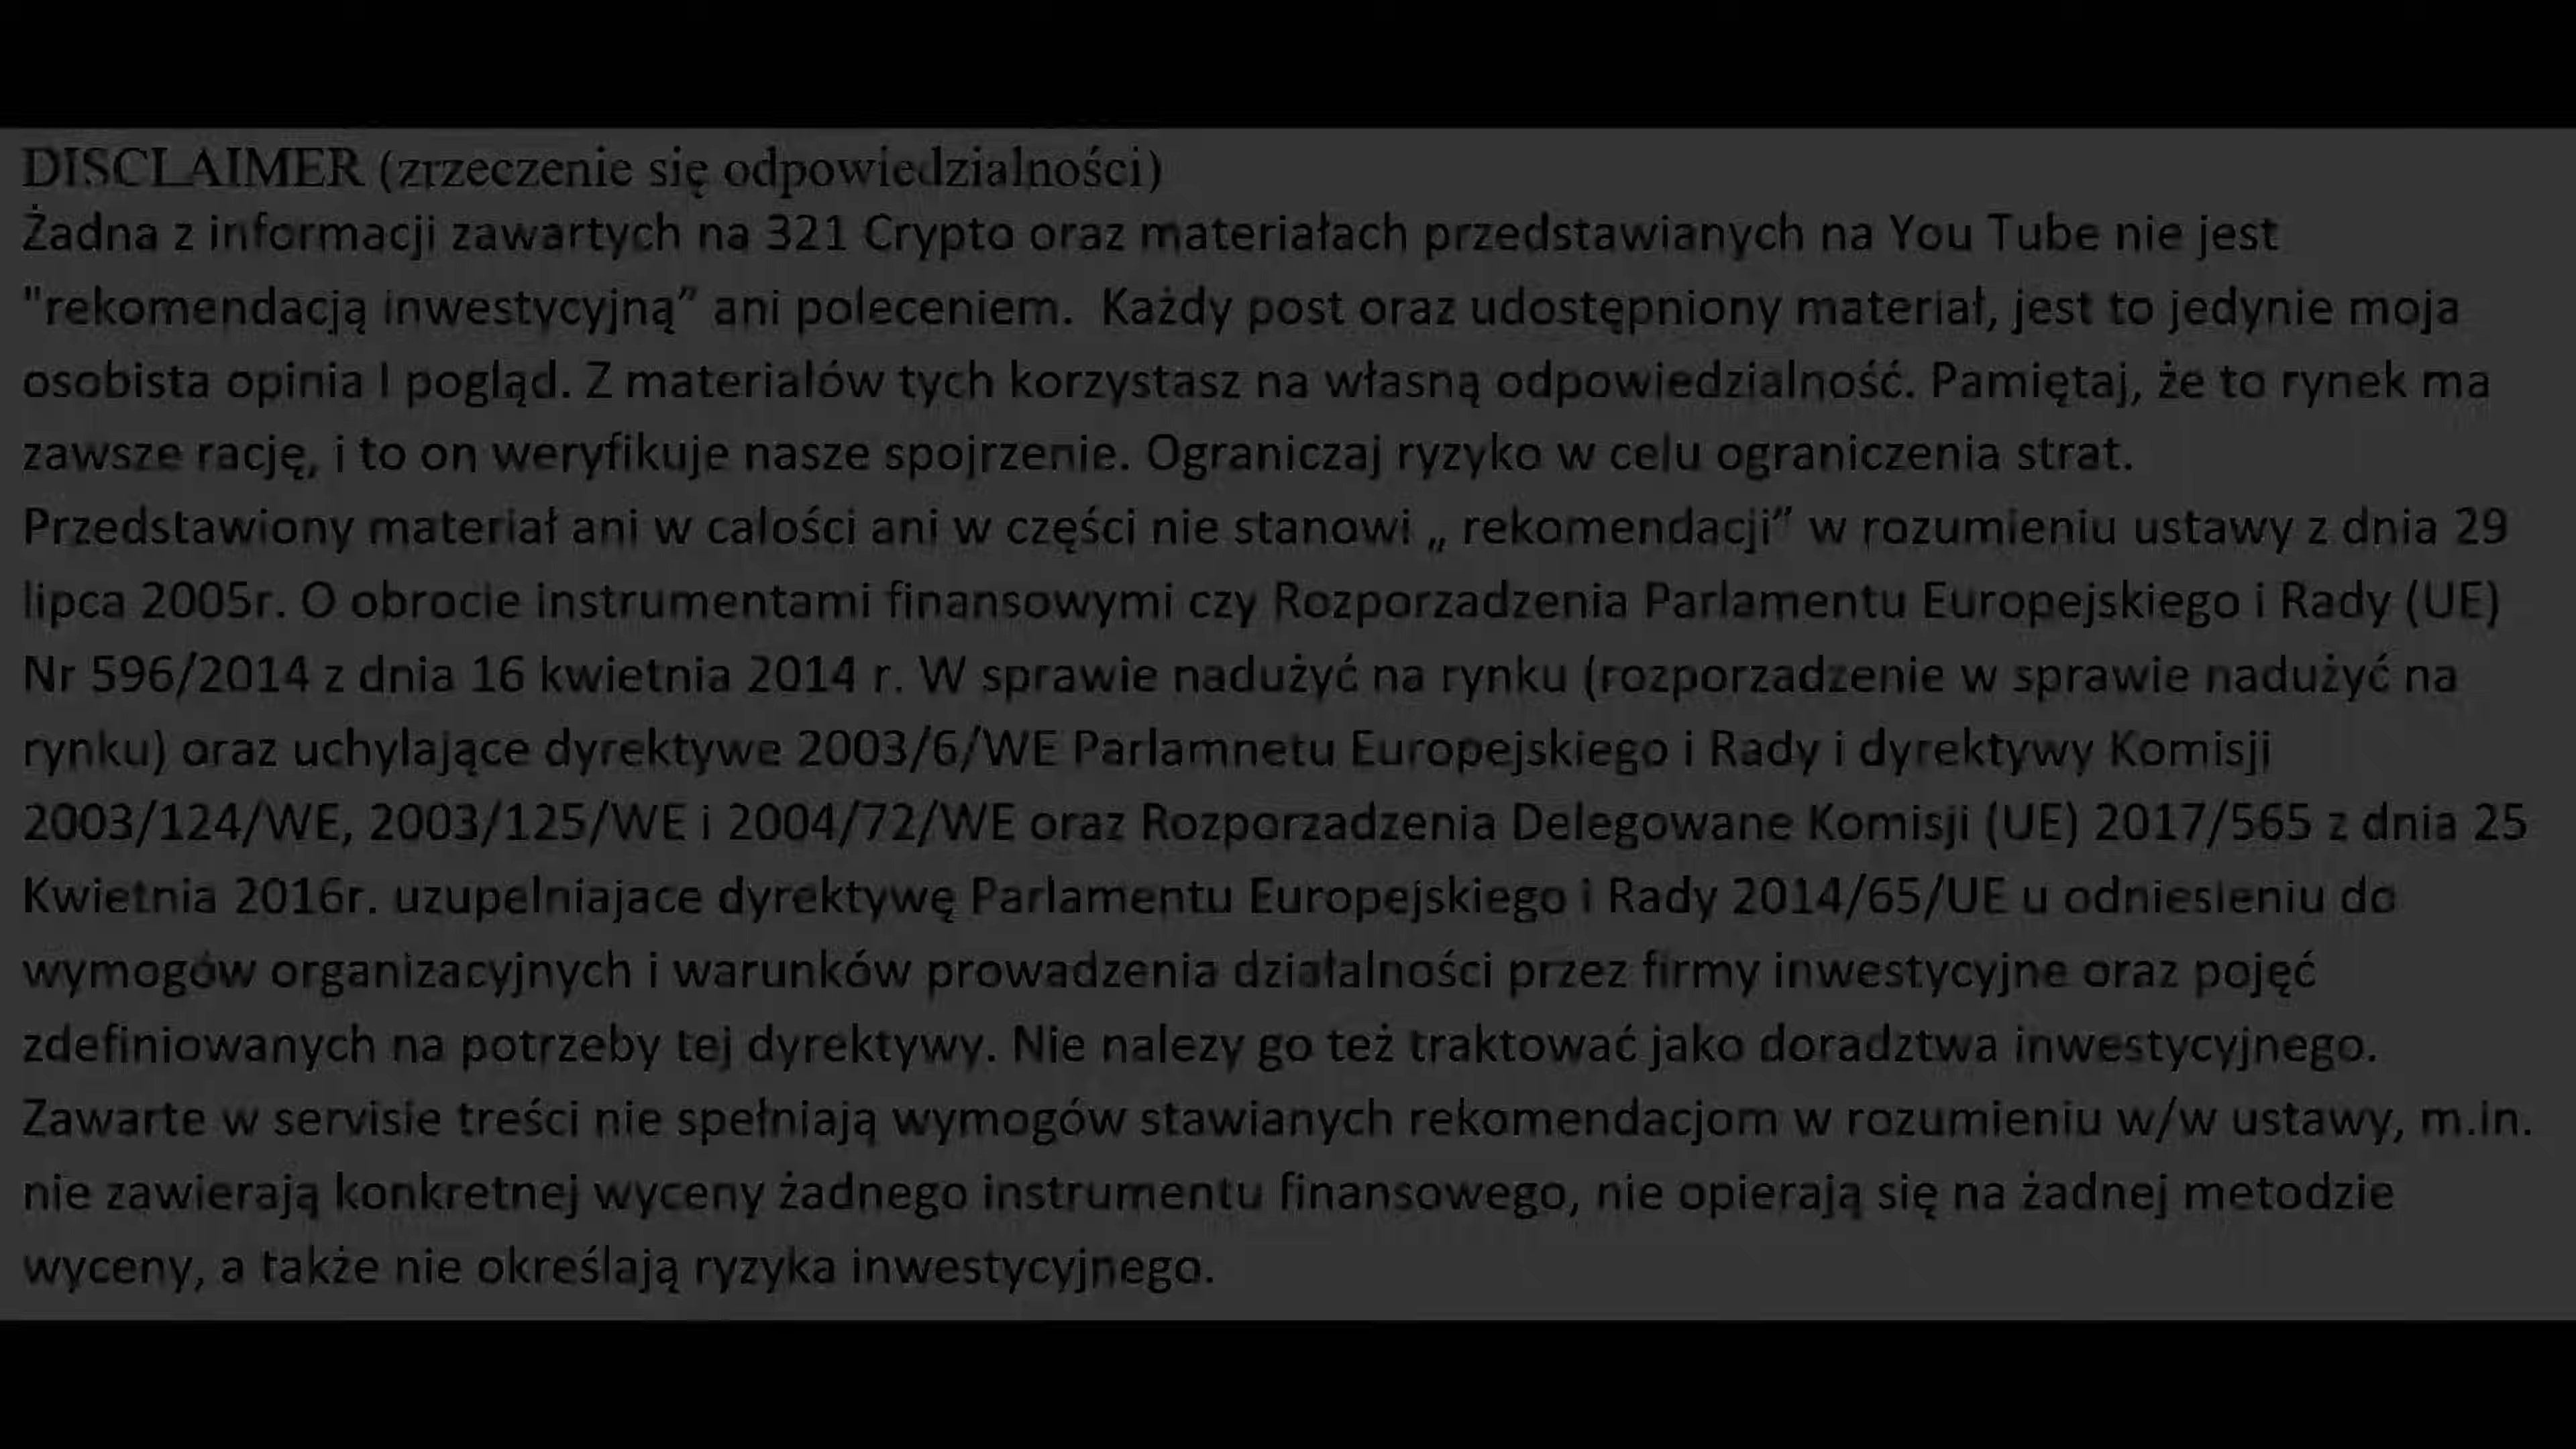 DISCLAIMER (zrzeczenie się odpowiedzialności)
Żadna z informacji zawartych na 321 Crypto oraz materiałach przedstawianych na You Tube nie jest
"rekomendacją inwestycyjną” ani poleceniem.  Każdy post oraz udostępniony materiał, jest to jedynie moja
osobista opinia I pogląd. Z materialów tych korzystasz na własną odpowiedzialność. Pamiętaj, że to rynek ma
zawsze rację, i to on weryfikuje nasze spojrzenie. Ograniczaj ryzyko w celu ograniczenia strat.
Przedstawiony materiał ani w calości ani w części nie stanowi „ rekomendacji” w rozumieniu ustawy z dnia 29
lipca 2005r. O obrocie instrumentami finansowymi czy Rozporzadzenia Parlamentu Europejskiego i Rady (UE)
Nr 596/2014 z dnia 16 kwietnia 2014 r. W sprawie nadużyć na rynku (rozporzadzenie w sprawie nadużyć na
rynku) oraz uchylające dyrektywe 2003/6/WE Parlamnetu Europejskiego i Rady i dyrektywy Komisji
2003/124/WE, 2003/125/WE i 2004/72/WE oraz Rozporzadzenia Delegowane Komisji (UE) 2017/565 z dnia 25
Kwietnia 2016r. uzupelniajace dyrektywę Parlamentu Europejskiego i Rady 2014/65/UE u odniesieniu do
wymogów organizacyjnych i warunków prowadzenia działalności przez firmy inwestycyjne oraz pojęć
zdefiniowanych na potrzeby tej dyrektywy. Nie nalezy go też traktować jako doradztwa inwestycyjnego.
Zawarte w servisie treści nie spełniają wymogów stawianych rekomendacjom w rozumieniu w/w ustawy, m.in.
nie zawierają konkretnej wyceny żadnego instrumentu finansowego, nie opierają się na żadnej metodzie
wyceny, a także nie określają ryzyka inwestycyjnego.